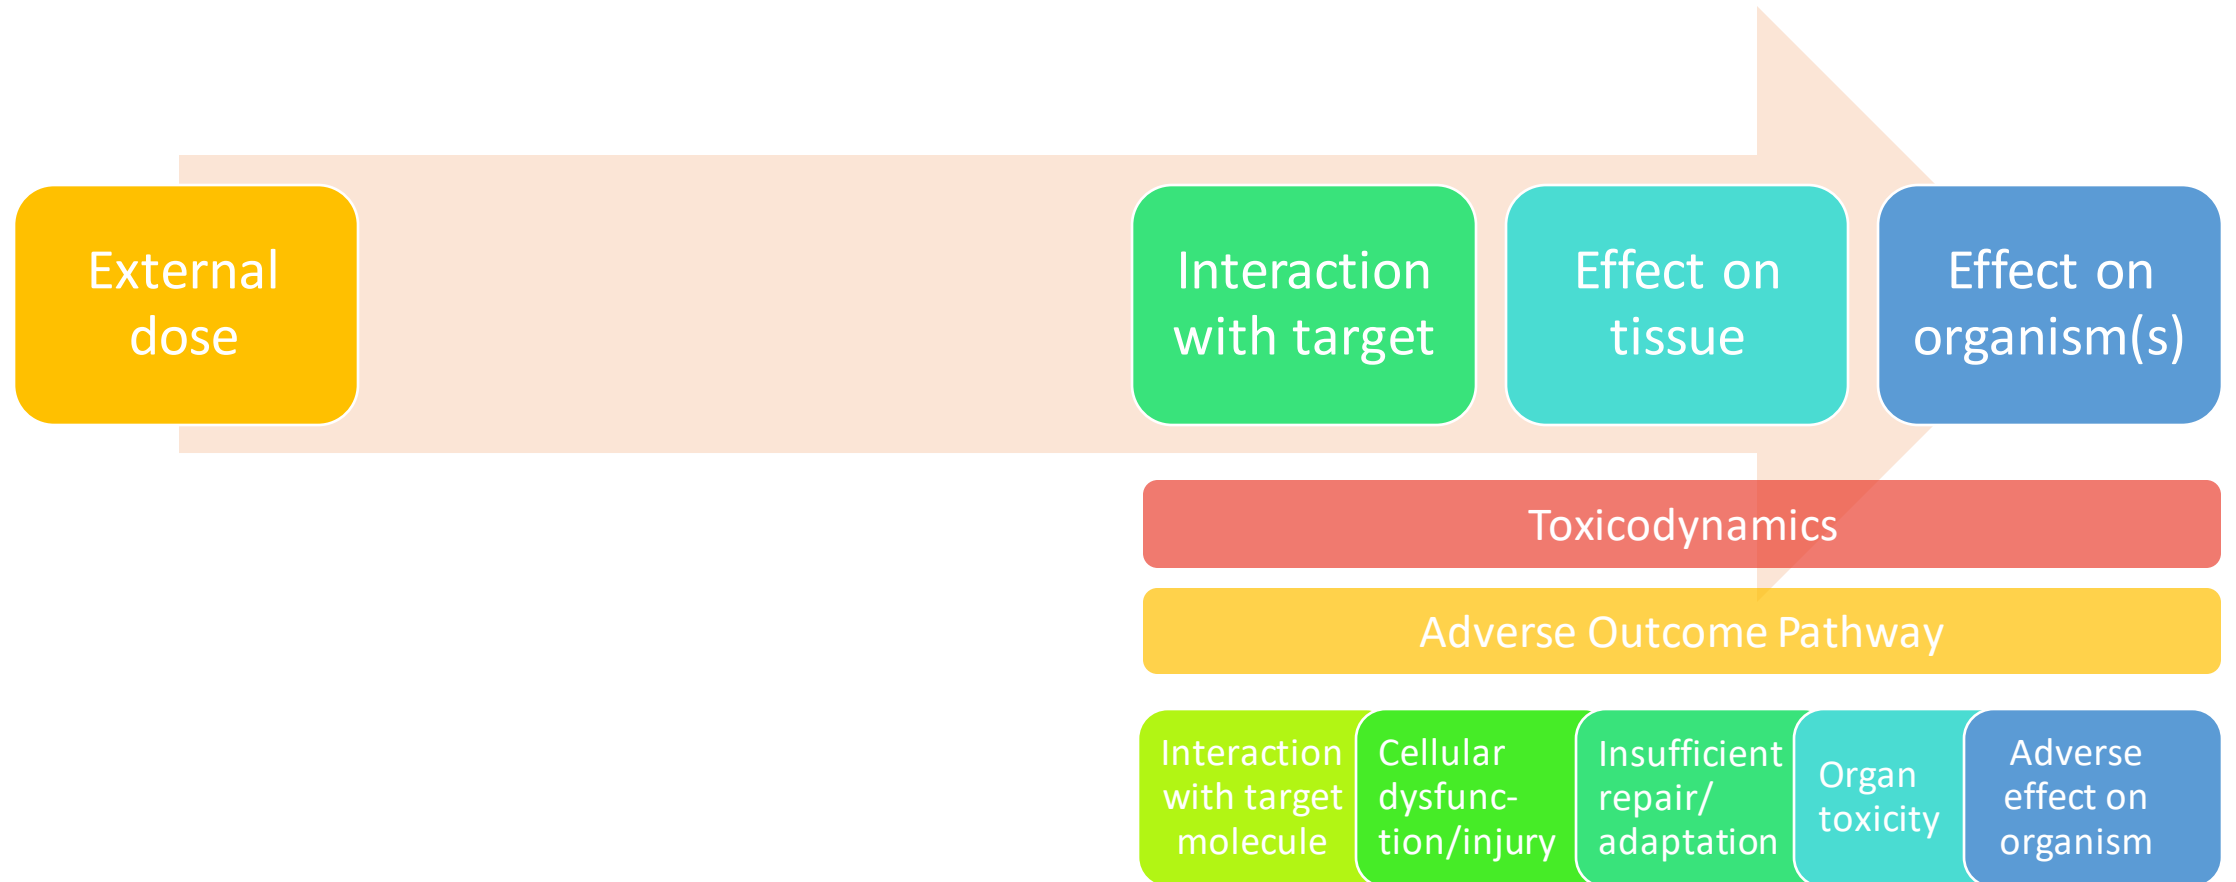 External
dose
Interaction
with target
Effect on
tissue
Effect on
organism(s)
Toxicodynamics
Adverse Outcome Pathway
Interaction
with target
molecule
Cellular
dysfunc-
tion/injury
Insufficient
repair/
adaptation
Organ
toxicity
Adverse
effect on
organism